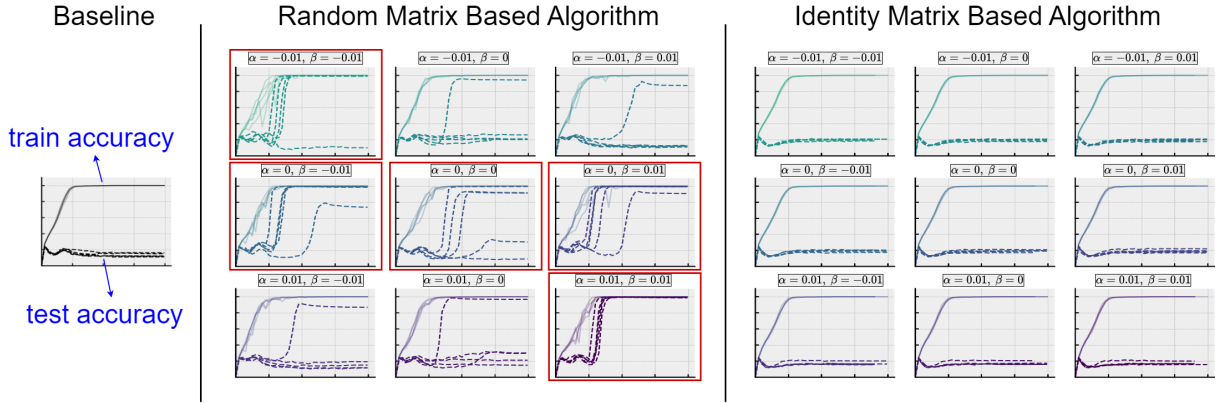 Baseline
Random Matrix Based Algorithm
Identity Matrix Based Algorithm
train accuracy
test accuracy
α = −0.01, β = −0.01
α = −0.01, β = 0
α = −0.01, β = 0.01
α = 0, β = −0.01
α = 0, β = 0
α = 0, β = 0.01
α = 0.01, β = −0.01
α = 0.01, β = 0
α = 0.01, β = 0.01
α = −0.01, β = −0.01
α = −0.01, β = 0
α = −0.01, β = 0.01
α = 0, β = −0.01
α = 0, β = 0
α = 0, β = 0.01
α = 0.01, β = −0.01
α = 0.01, β = 0
α = 0.01, β = 0.01